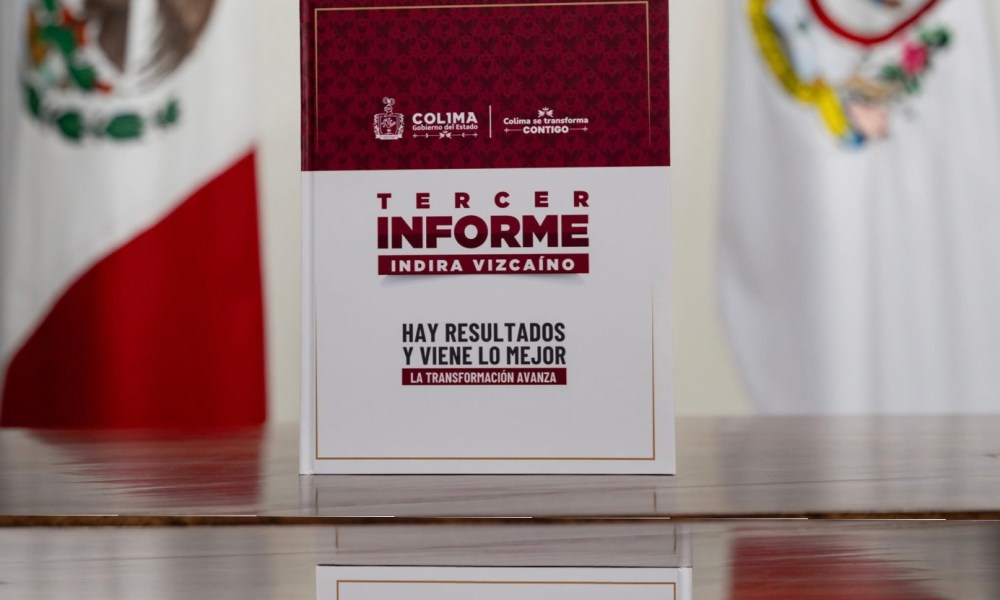 COLIMA
Gobierno del Estado
Colima se transforma
CONTIGO
TERCER
INFORME
INDIRA VIZCAÍNO
HAY RESULTADOS
Y VIENE LO MEJOR
LA TRANSFORMACIÓN AVANZA